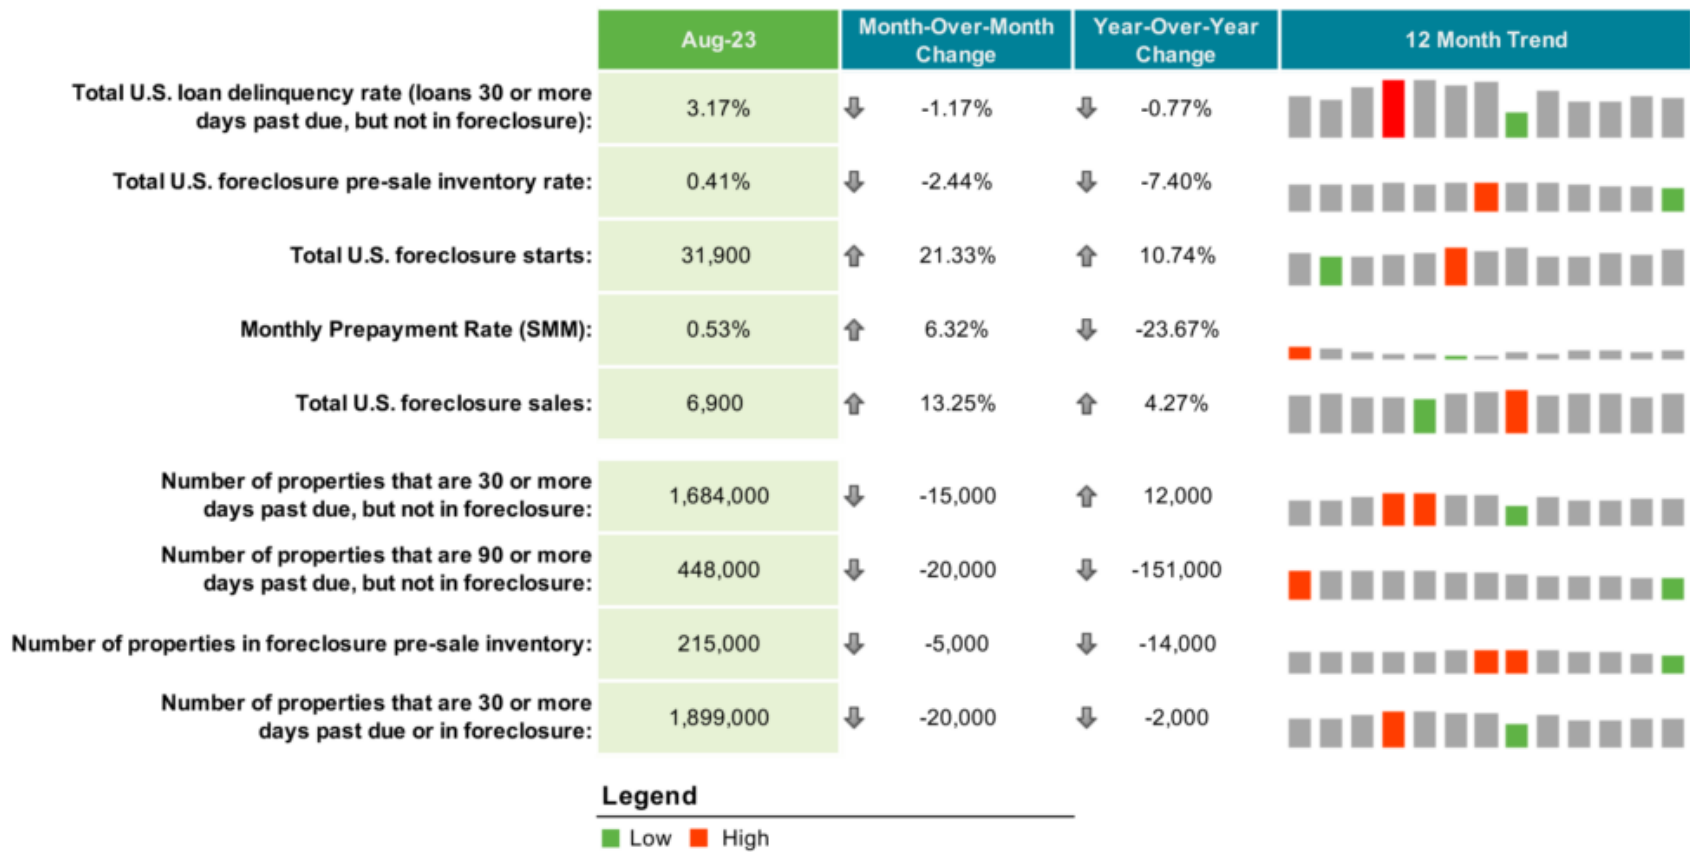 Aug-23 Month-Over-Month Change Year-Over-Year Change 12 Month Trend
Total U.S. loan delinquency rate (loans 30 or more
days past due, but not in foreclosure): 3.17% -1.17% -0.77%
Total U.S. foreclosure pre-sale inventory rate: 0.41% -2.44% -7.40%
Total U.S. foreclosure starts: 31,900 21.33% 10.74%
Monthly Prepayment Rate (SMM): 0.53% 6.32% -23.67%
Total U.S. foreclosure sales: 6,900 13.25% 4.27%
Number of properties that are 30 or more
days past due, but not in foreclosure: 1,684,000 -15,000 12,000
Number of properties that are 90 or more
days past due, but not in foreclosure: 448,000 -20,000 -151,000
Number of properties in foreclosure pre-sale inventory: 215,000 -5,000 -14,000
Number of properties that are 30 or more
days past due or in foreclosure: 1,899,000 -20,000 -2,000
Legend
Low High